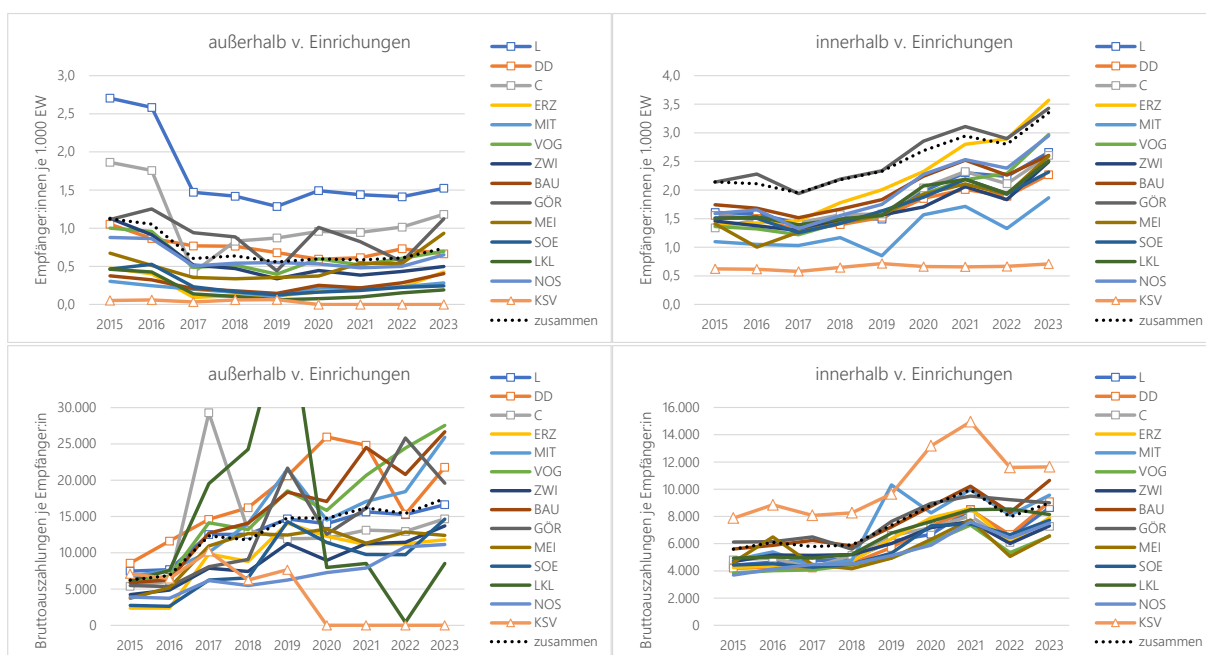 außerhalb v. Einrichungen
Empfänger:innen je 1.000 EW
3,0
2,5
2,0
1,5
1,0
0,5
0,0
2015 2016 2017 2018 2019 2020 2021 2022 2023
L
DD
C
ERZ
MIT
VOG
ZWI
BAU
GÖR
MEI
SOE
LKL
NOS
KSV
zusammen
innerhalb v. Einrichungen
Empfänger:innen je 1.000 EW
4,0
3,5
3,0
2,5
2,0
1,5
1,0
0,5
0,0
2015 2016 2017 2018 2019 2020 2021 2022 2023
L
DD
C
ERZ
MIT
VOG
ZWI
BAU
GÖR
MEI
SOE
LKL
NOS
KSV
zusammen
außerhalb v. Einrichungen
Bruttoauszahlungen je Empfänger:in
30.000
25.000
20.000
15.000
10.000
5.000
0
2015 2016 2017 2018 2019 2020 2021 2022 2023
L
DD
C
ERZ
MIT
VOG
ZWI
BAU
GÖR
MEI
SOE
LKL
NOS
KSV
zusammen
innerhalb v. Einrichungen
Bruttoauszahlungen je Empfänger:in
16.000
14.000
12.000
10.000
8.000
6.000
4.000
2.000
0
2015 2016 2017 2018 2019 2020 2021 2022 2023
L
DD
C
ERZ
MIT
VOG
ZWI
BAU
GÖR
MEI
SOE
LKL
NOS
KSV
zusammen